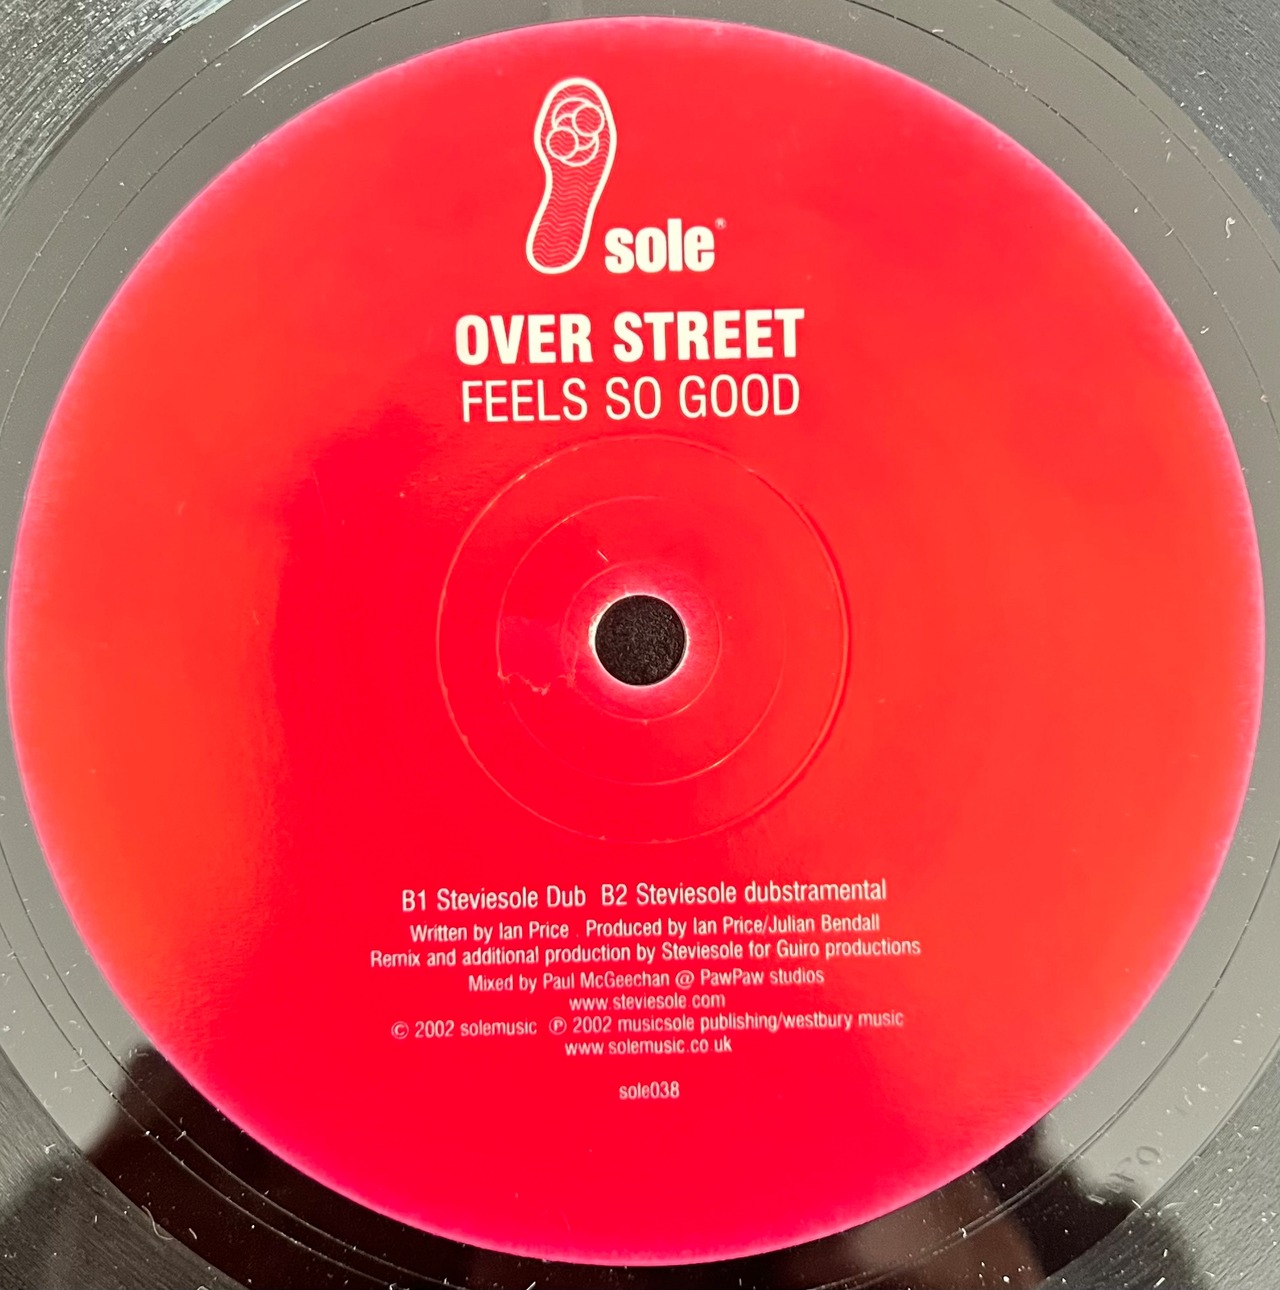 sole®
OVER STREET
FEELS SO GOOD
B1 Steviesole Dub B2 Steviesole dubstramental
Written by Ian Price . Produced by Ian Price/Julian Bendall
Remix and additional production by Steviesole for Guiro productions
Mixed by Paul McGeechan @ PawPaw studios
www.steviesole.com
© 2002 solemusic ℗ 2002 musicsole publishing/westbury music
www.solemusic.co.uk
sole038